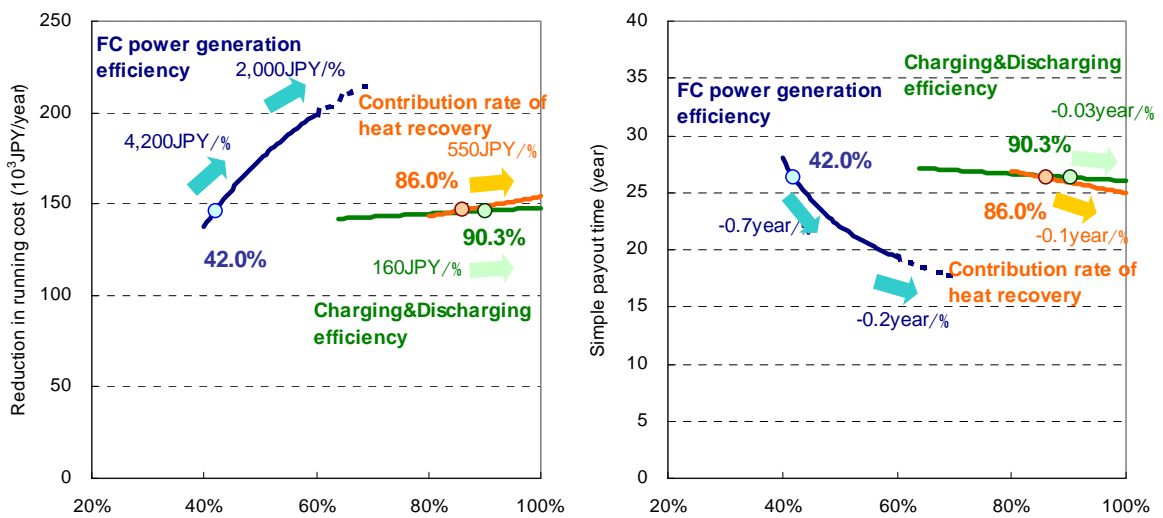 250
200
150
100
50
0
20%
40%
60%
80%
100%
Reduction in running cost (10³JPY/year)
FC power generation
efficiency
2,000JPY/%
4,200JPY/%
Contribution rate of
heat recovery
550JPY/%
86.0%
42.0%
90.3%
160JPY/%
Charging&Discharging
efficiency
40
35
30
25
20
15
10
5
0
20%
40%
60%
80%
100%
Simple payout time (year)
Charging&Discharging
efficiency
FC power generation
efficiency
-0.03year/%
42.0%
90.3%
86.0%
-0.7year/%
-0.1year/%
Contribution rate of
heat recovery
-0.2year/%